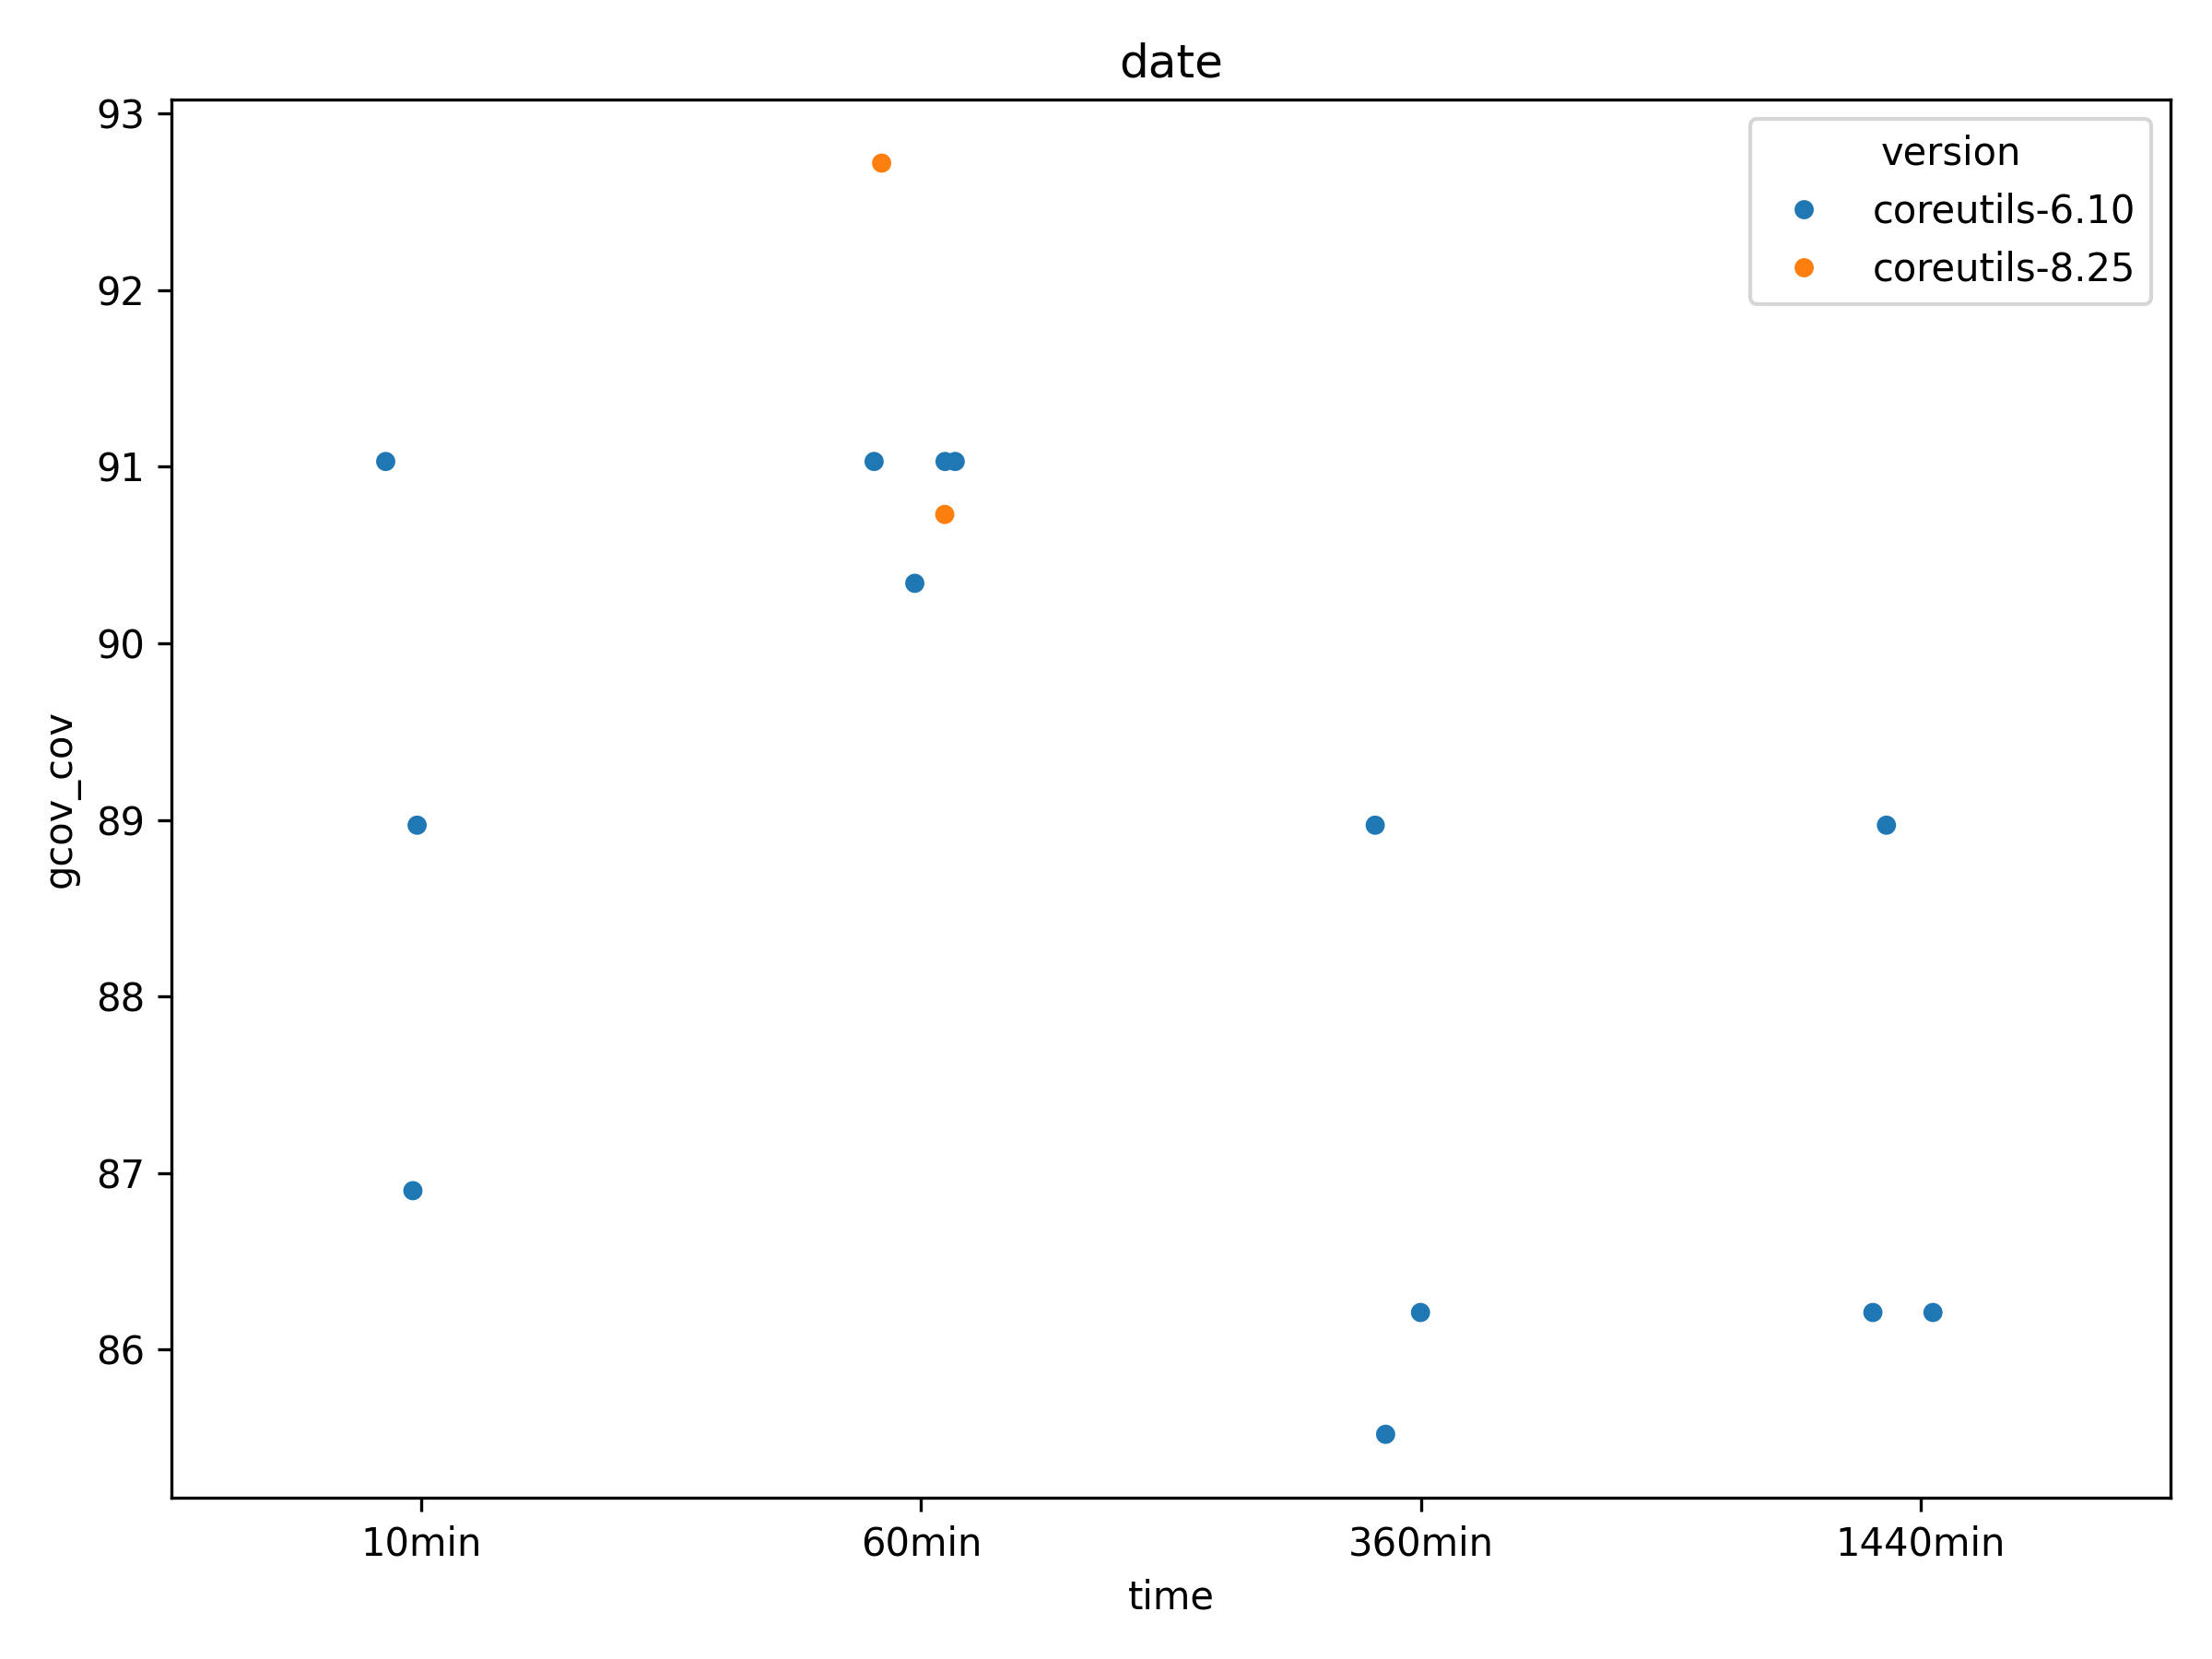 date
93
92
91
90
89
88
87
86
gcov_cov
version
coreutils-6.10
coreutils-8.25
10min
60min
360min
1440min
time